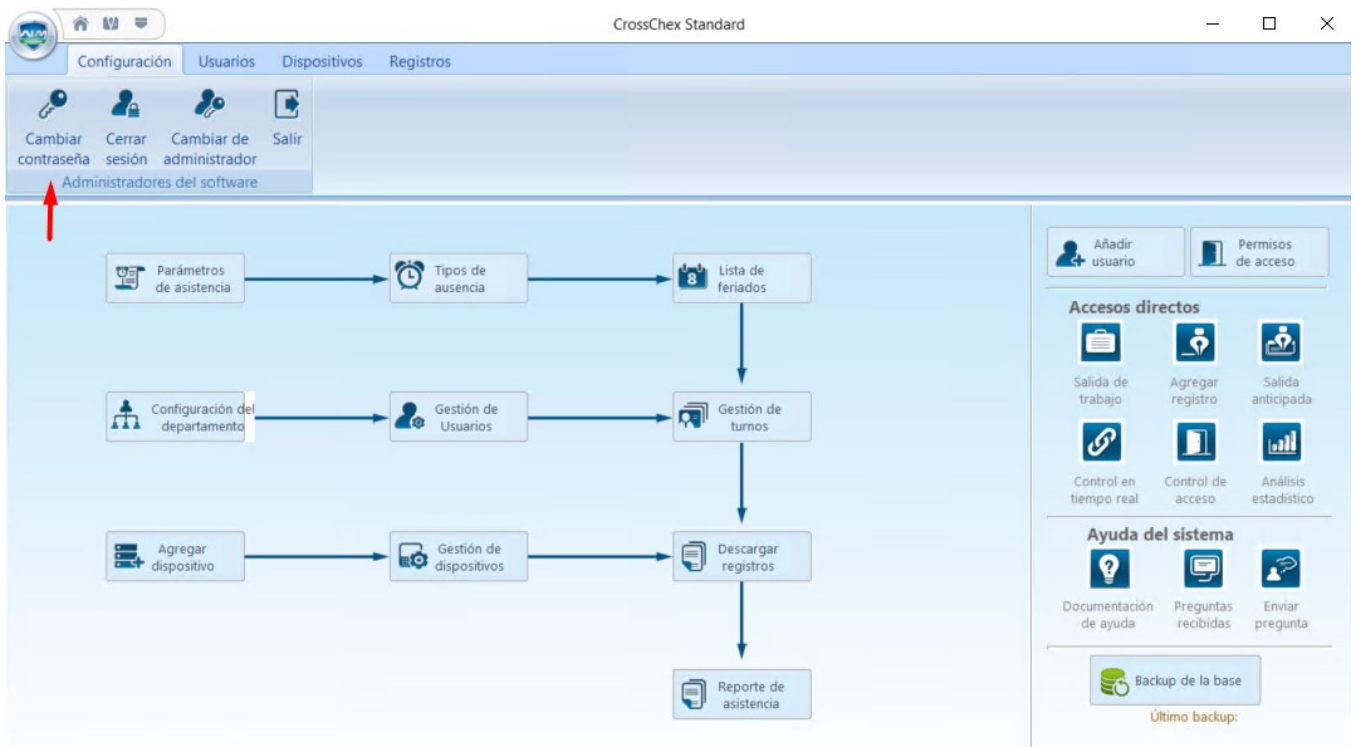 CrossChex Standard
Configuración Usuarios Dispositivos Registros
Cambiar contraseña
Cerrar sesión
Cambiar de administrador
Salir
Administradores del software
Parámetros
de asistencia
Tipos de
ausencia
Lista de
feriados
8
Configuración del
departamento
Gestión de
Usuarios
Gestión de
turnos
Agregar
dispositivo
Gestión de
dispositivos
Descargar
registros
Reporte de
asistencia
Añadir
usuario
Permisos
de acceso
Accesos directos
Salida de
trabajo
Agregar
registro
Salida
anticipada
Control en
tiempo real
Control de
acceso
Análisis
estadístico
Ayuda del sistema
Documentación
de ayuda
Preguntas
recibidas
Enviar
pregunta
Backup de la base
Último backup: